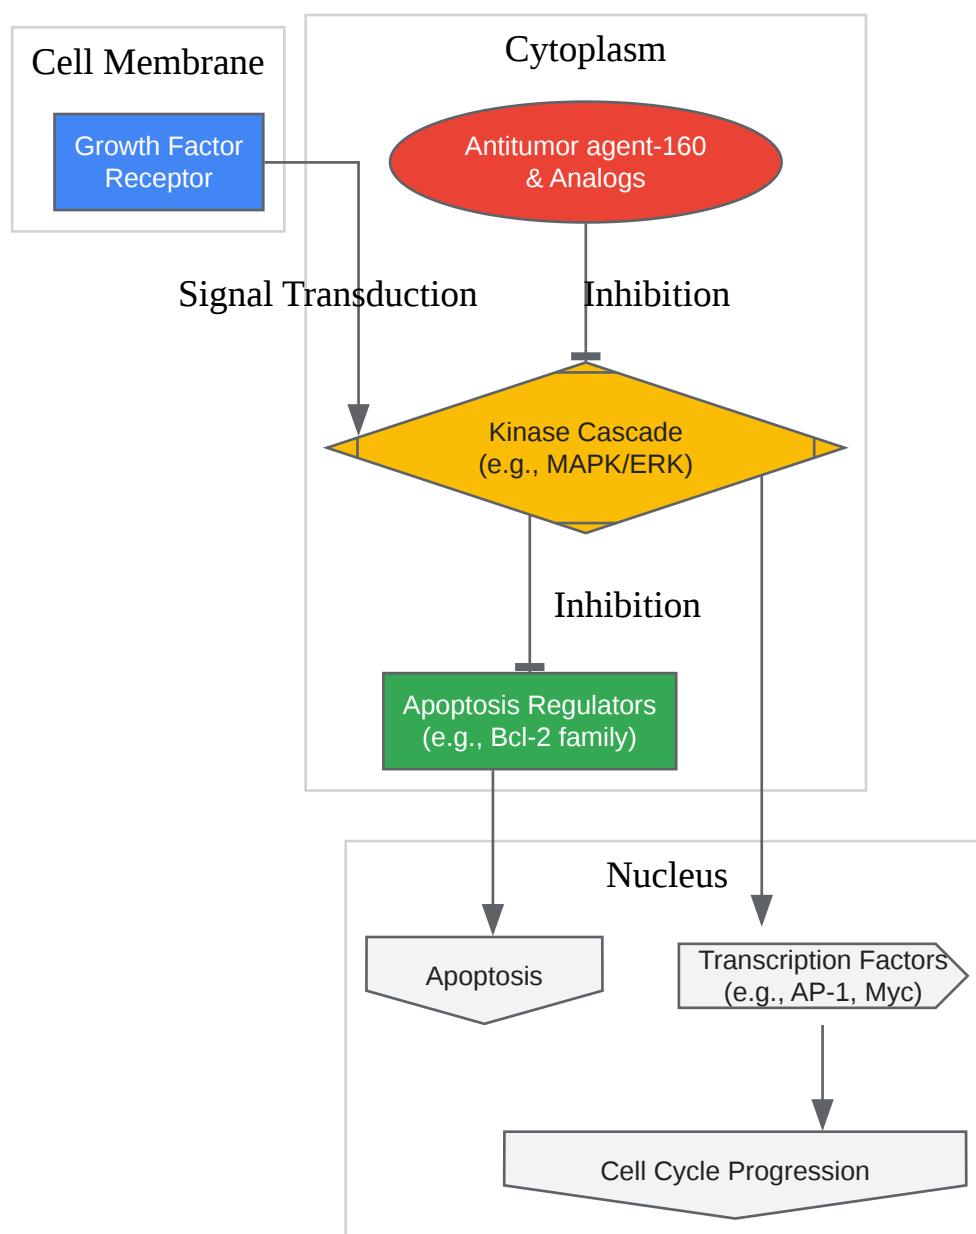 Cell Membrane
Growth Factor
Receptor
Cytoplasm
Antitumor agent-160
& Analogs
Signal Transduction
Inhibition
Kinase Cascade
(e.g., MAPK/ERK)
Inhibition
Apoptosis Regulators
(e.g., Bcl-2 family)
Nucleus
Apoptosis
Transcription Factors
(e.g., AP-1, Myc)
Cell Cycle Progression